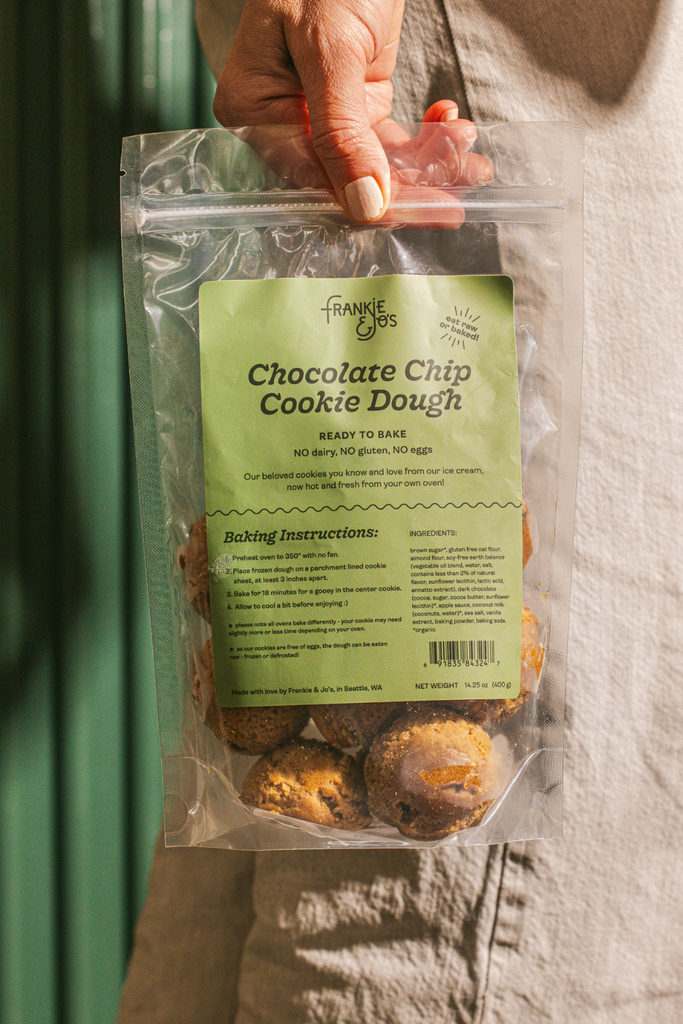 FRANKIE
& JO'S
eat raw
or baked!
Chocolate Chip
Cookie Dough
READY TO BAKE
NO dairy, NO gluten, NO eggs
Our beloved cookies you know and love from our ice cream,
now hot and fresh from your own oven!
Baking Instructions:
1. Preheat oven to 350° with no fan.
2. Place frozen dough on a parchment lined cookie
sheet, at least 3 inches apart.
3. Bake for 18 minutes for a gooey in the center cookie.
4. Allow to cool a bit before enjoying :)
please note all ovens bake differently - your cookie may need
slightly more or less time depending on your oven.
as our cookies are free of eggs, the dough can be eaten
raw - frozen or defrosted!
Made with love by Frankie & Jo's, in Seattle, WA
INGREDIENTS:
brown sugar*, gluten free oat flour,
almond flour, soy-free earth balance
(vegetable oil blend, water, salt,
contains less than 2% of natural
flavor, sunflower lecithin, lactic acid,
annatto extract), dark chocolate
(cocoa, sugar, cocoa butter, sunflower
lecithin)*, apple sauce, coconut milk
(coconuts, water)*, sea salt, vanilla
extract, baking powder, baking soda.
*organic
6 91835 84324 7
NET WEIGHT 14.25 oz (400 g)